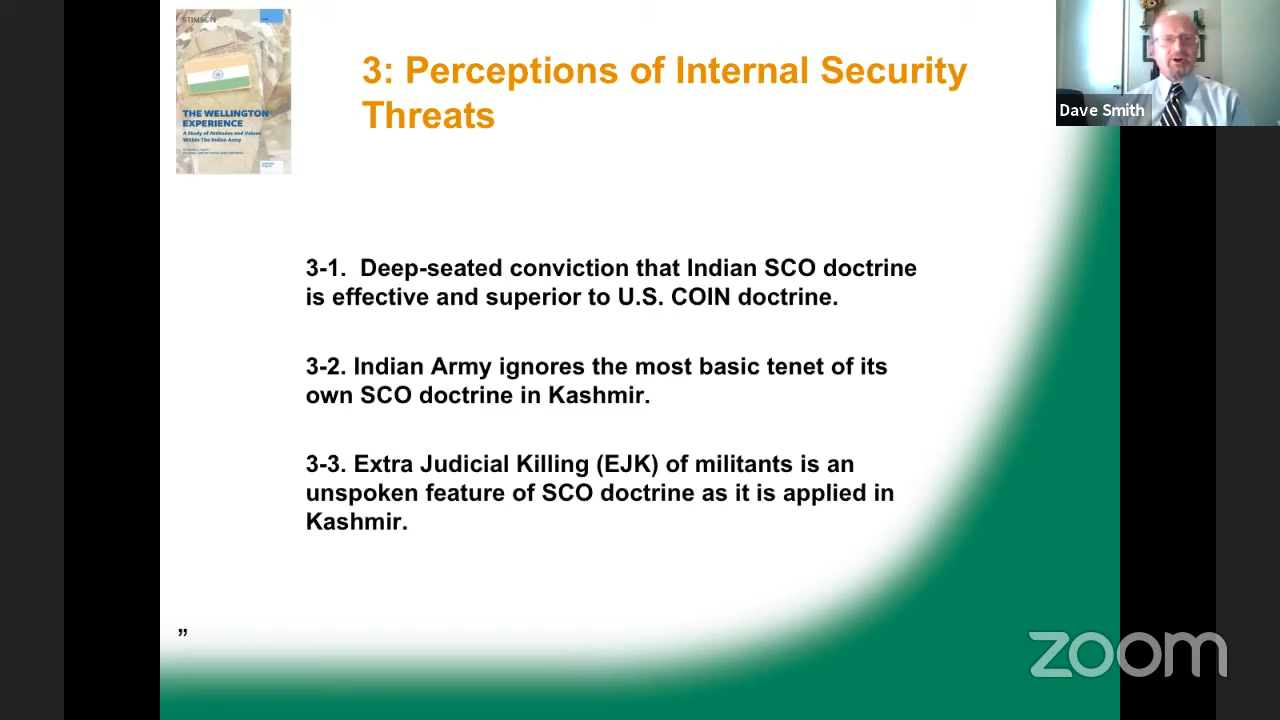 STIMSON
THE WELLINGTON
EXPERIENCE
A Study of Attitudes and Values
Within The Indian Army
3: Perceptions of Internal Security
Threats
Dave Smith
3-1. Deep-seated conviction that Indian SCO doctrine
is effective and superior to U.S. COIN doctrine.
3-2. Indian Army ignores the most basic tenet of its
own SCO doctrine in Kashmir.
3-3. Extra Judicial Killing (EJK) of militants is an
unspoken feature of SCO doctrine as it is applied in
Kashmir.
”
zoom